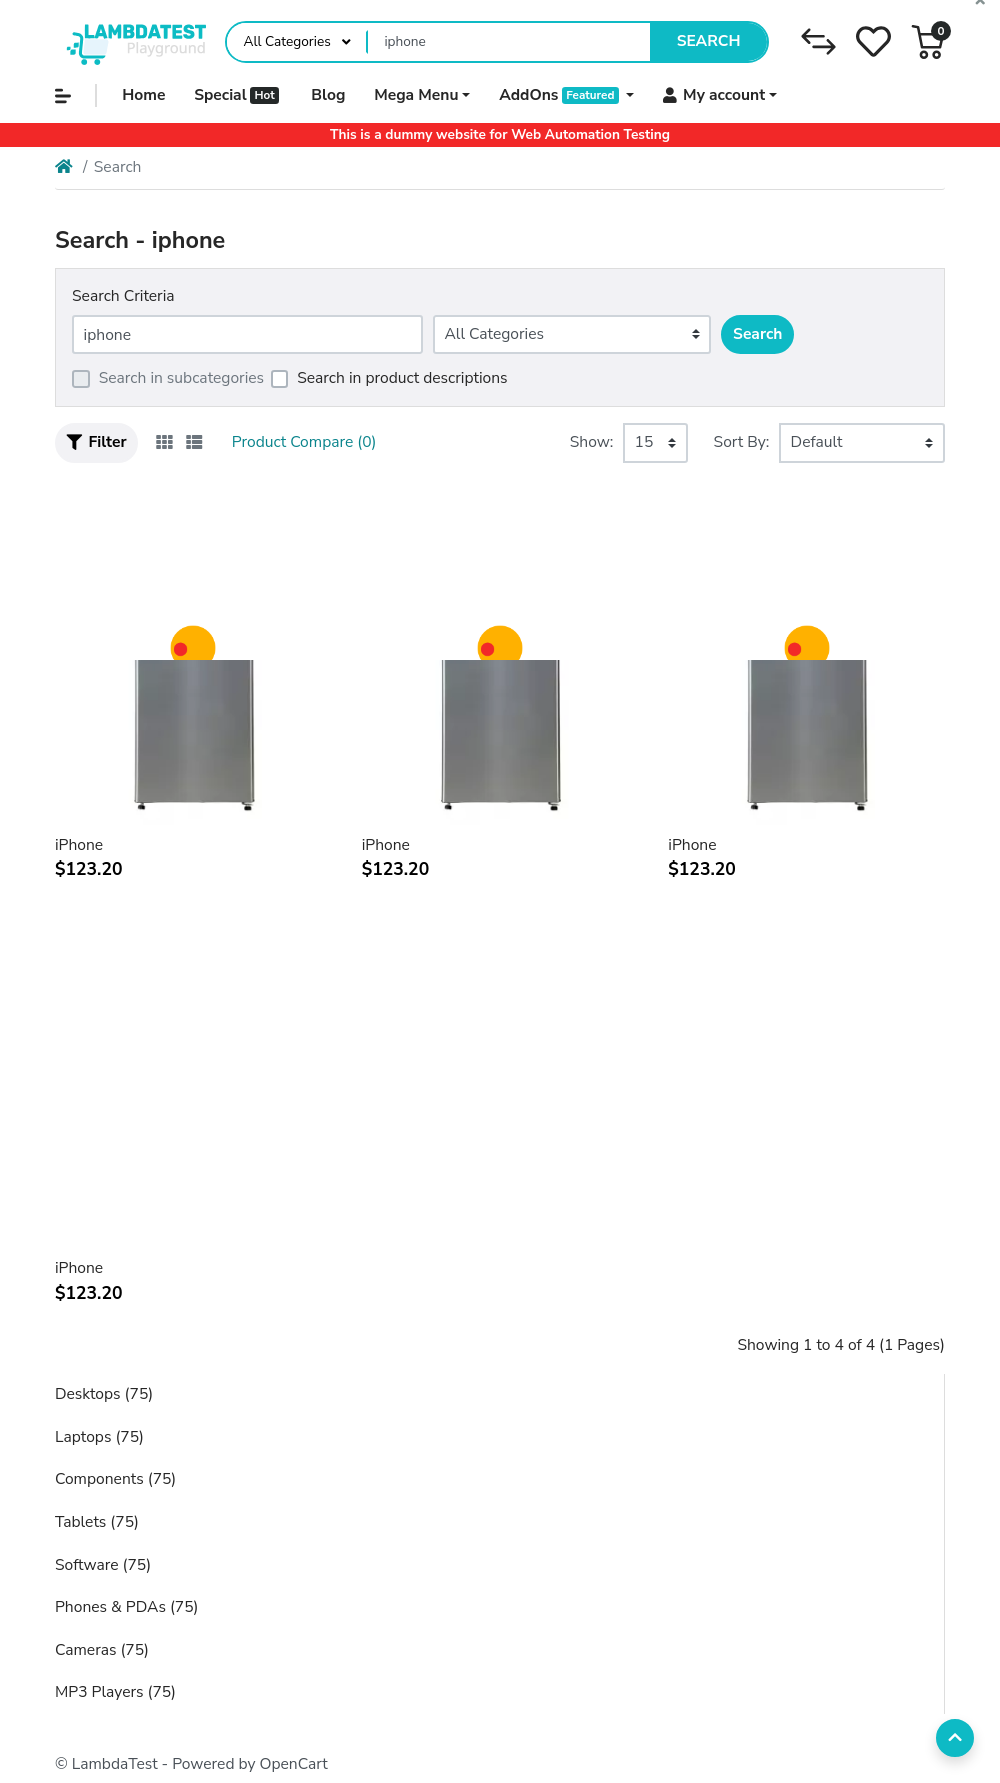 LAMBDATEST
Playground
All Categories
iphone
SEARCH
0
Home
Special Hot
Blog
Mega Menu
AddOns Featured
My account
This is a dummy website for Web Automation Testing
/ Search
Search - iphone
Search Criteria
iphone
All Categories
Search
Search in subcategories
Search in product descriptions
Filter
Product Compare (0)
Show:
15
Sort By:
Default
iPhone
$123.20
iPhone
$123.20
iPhone
$123.20
iPhone
$123.20
Showing 1 to 4 of 4 (1 Pages)
Desktops (75)
Laptops (75)
Components (75)
Tablets (75)
Software (75)
Phones & PDAs (75)
Cameras (75)
MP3 Players (75)
© LambdaTest - Powered by OpenCart